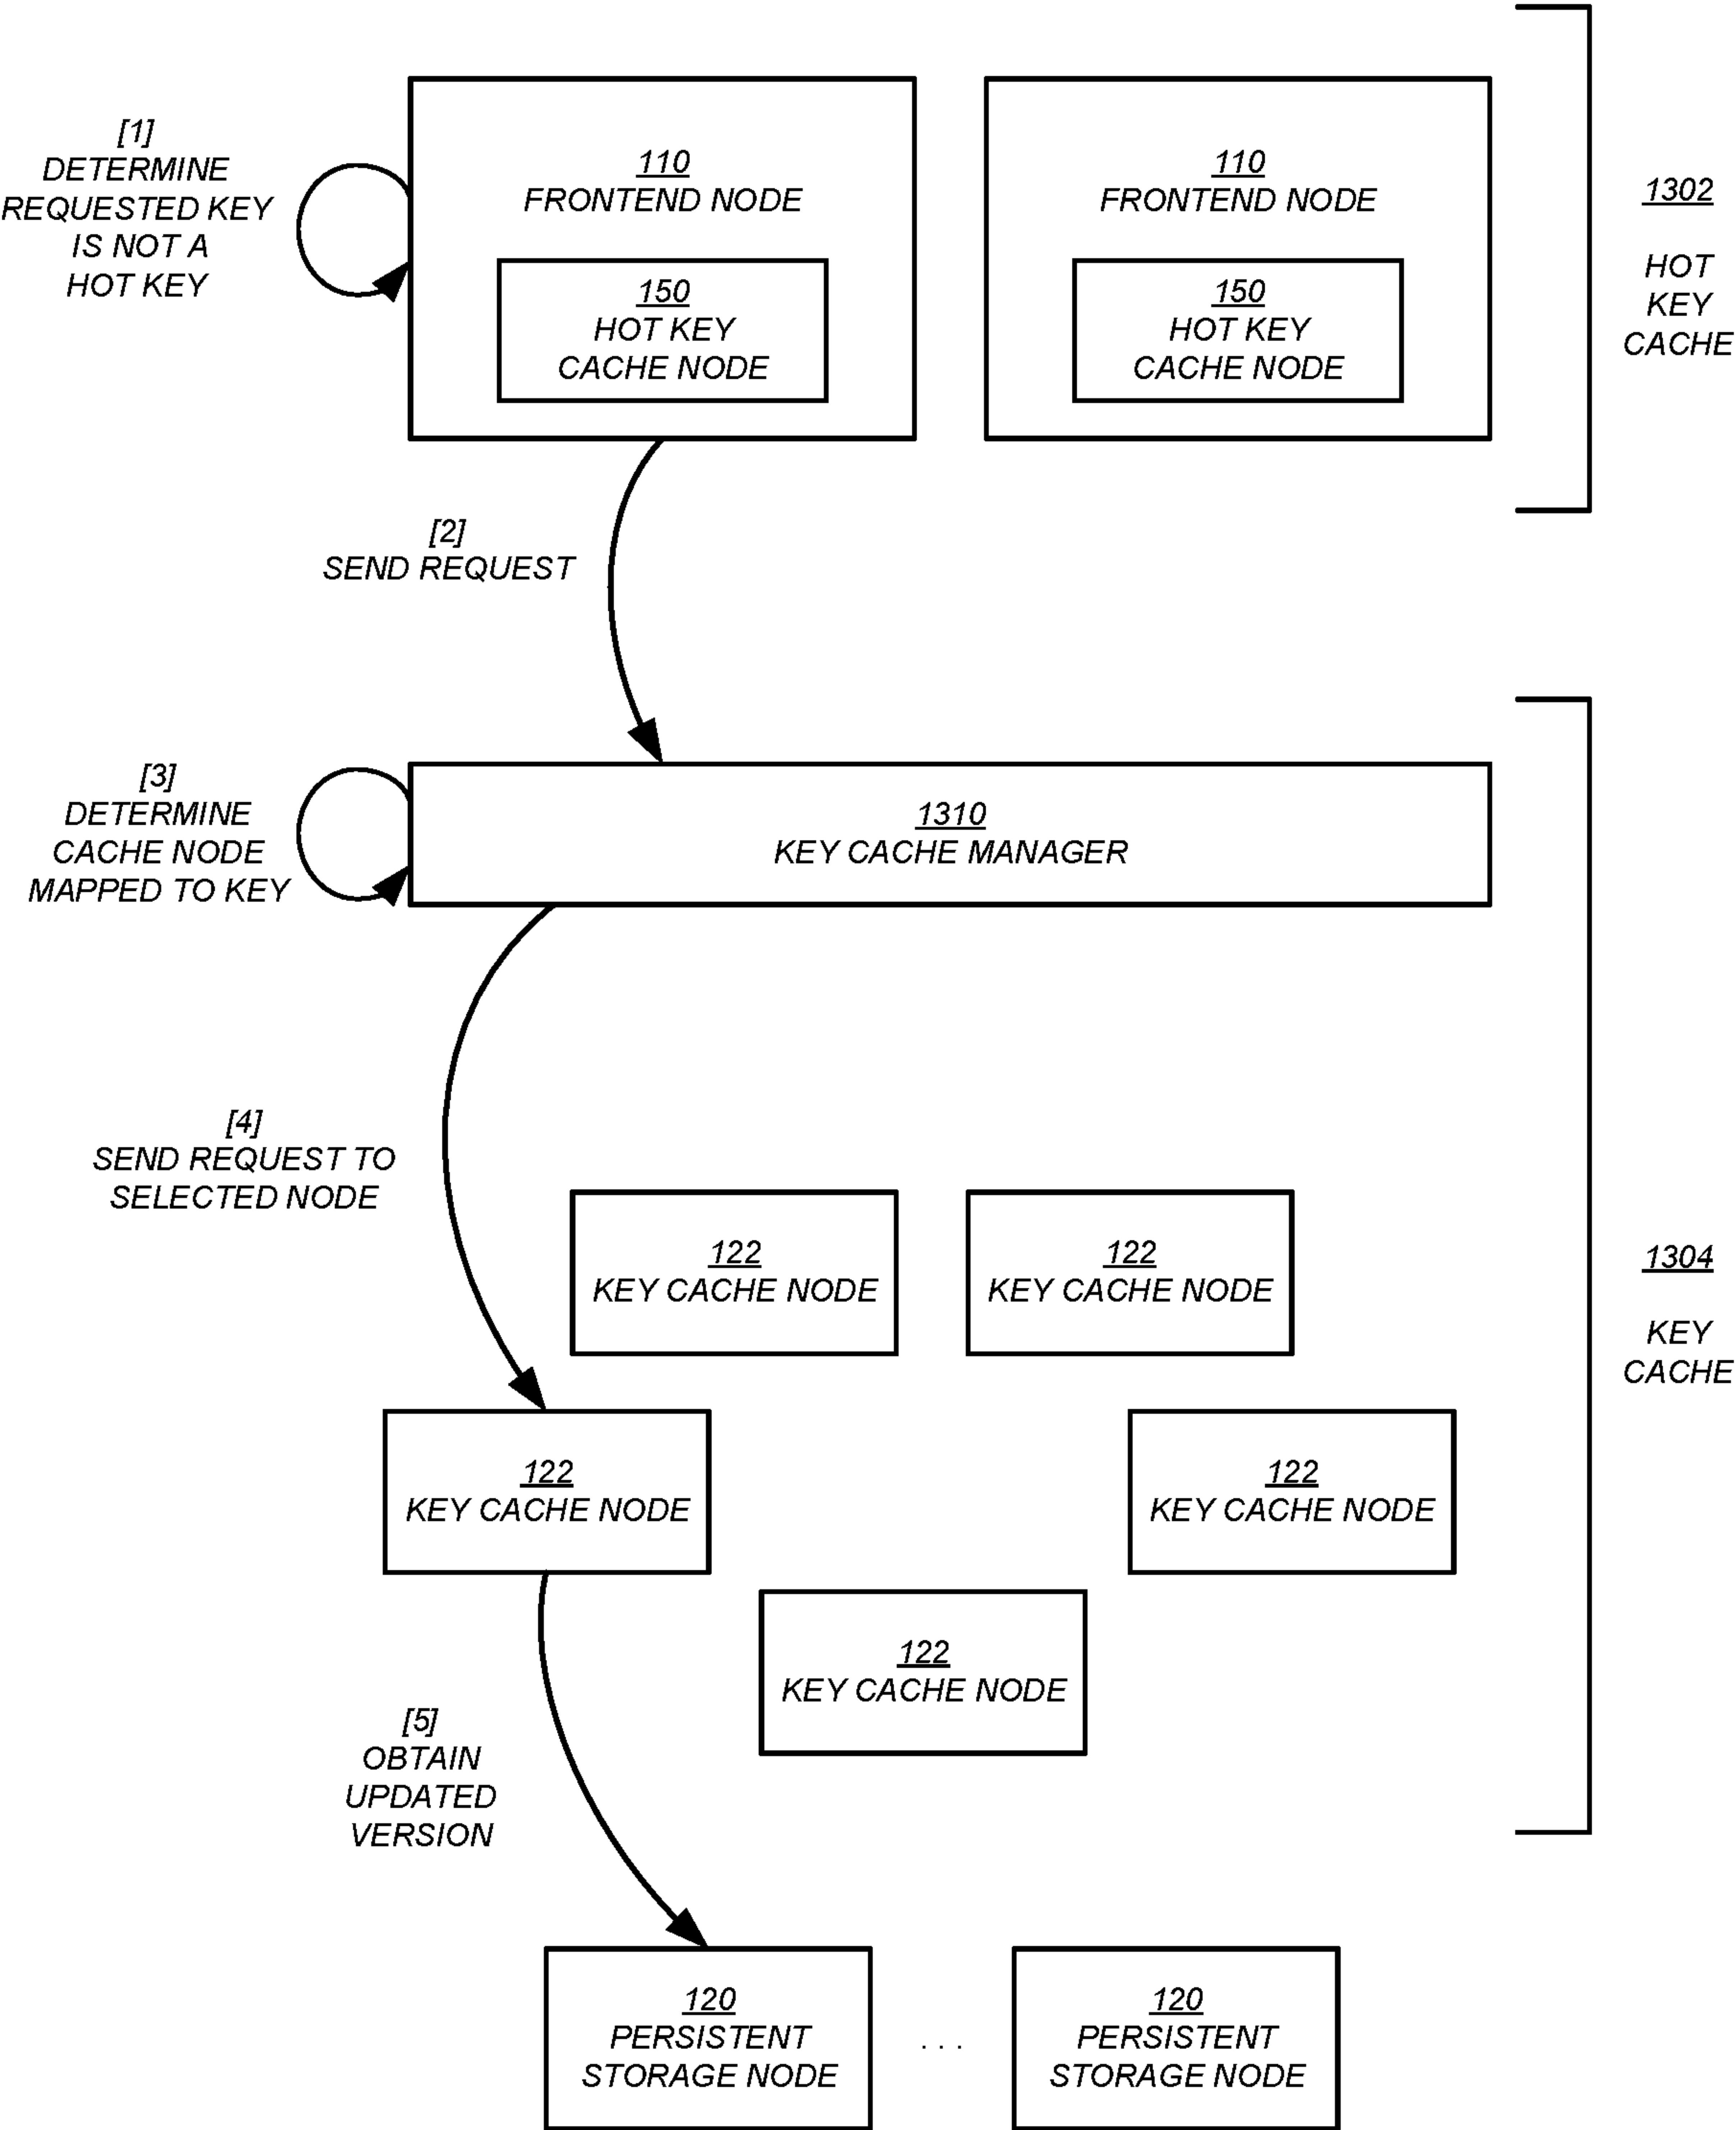 [1]
DETERMINE
REQUESTED KEY
IS NOT A
HOT KEY
110
FRONTEND NODE
150
HOT KEY
CACHE NODE
110
FRONTEND NODE
150
HOT KEY
CACHE NODE
1302
HOT
KEY
CACHE
[2]
SEND REQUEST
[3]
DETERMINE
CACHE NODE
MAPPED TO KEY
1310
KEY CACHE MANAGER
[4]
SEND REQUEST TO
SELECTED NODE
122
KEY CACHE NODE
122
KEY CACHE NODE
1304
KEY
CACHE
122
KEY CACHE NODE
122
KEY CACHE NODE
122
KEY CACHE NODE
[5]
OBTAIN
UPDATED
VERSION
120
PERSISTENT
STORAGE NODE
. . .
120
PERSISTENT
STORAGE NODE